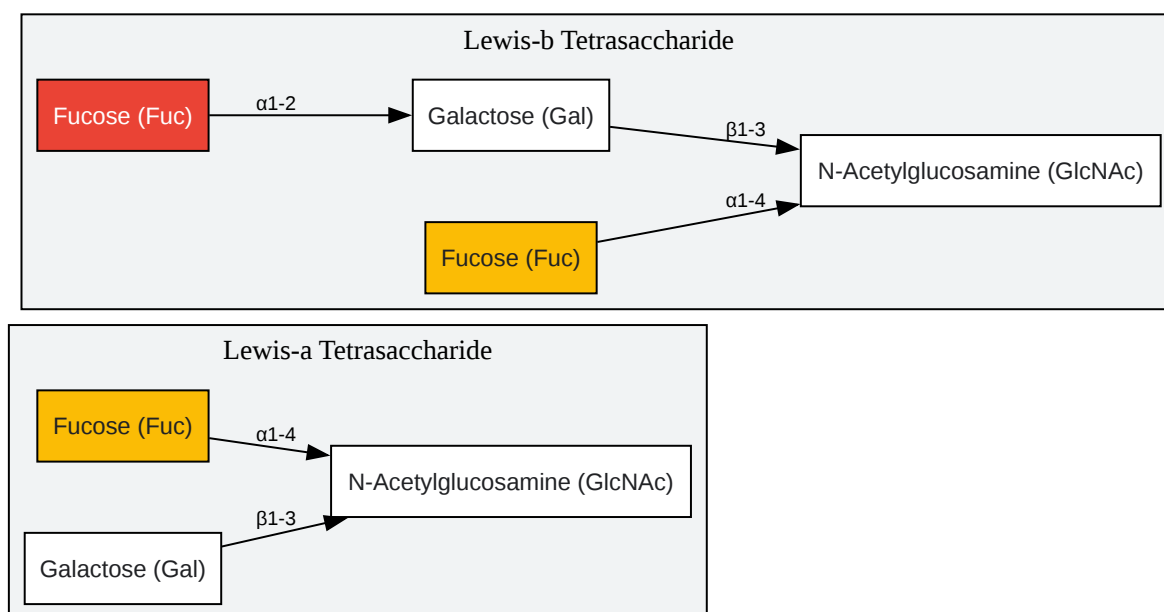 Lewis-b Tetrasaccharide
Fucose (Fuc)
α1-2
Galactose (Gal)
β1-3
N-Acetylglucosamine (GlcNAc)
α1-4
Fucose (Fuc)
Lewis-a Tetrasaccharide
Fucose (Fuc)
α1-4
N-Acetylglucosamine (GlcNAc)
β1-3
Galactose (Gal)